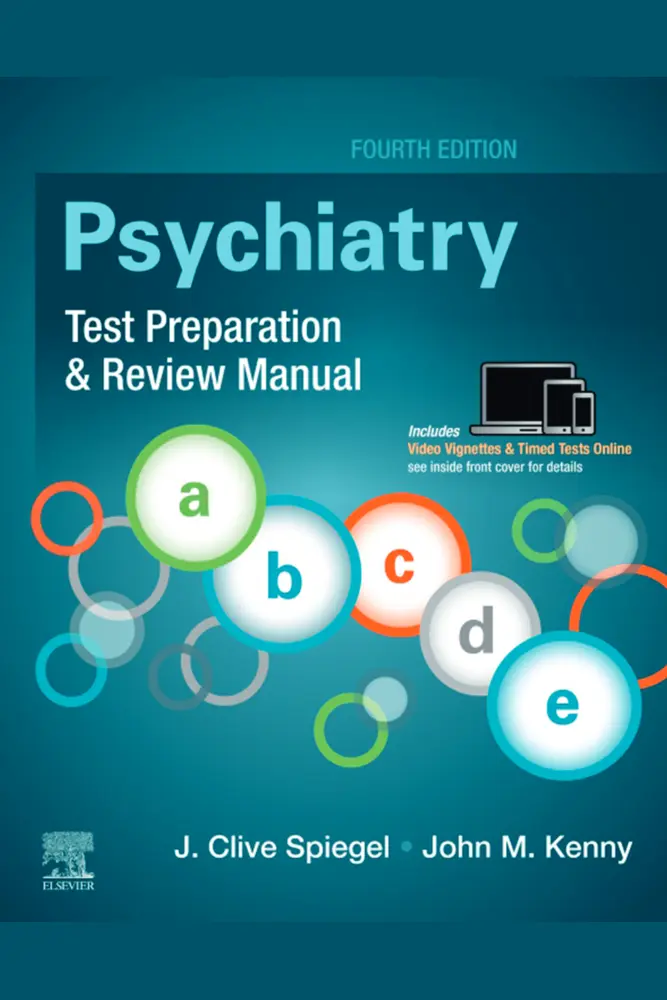 FOURTH EDITION
Psychiatry
Test Preparation
& Review Manual
Includes
Video Vignettes & Timed Tests Online
see inside front cover for details
a
b
c
d
e
J. Clive Spiegel • John M. Kenny
ELSEVIER